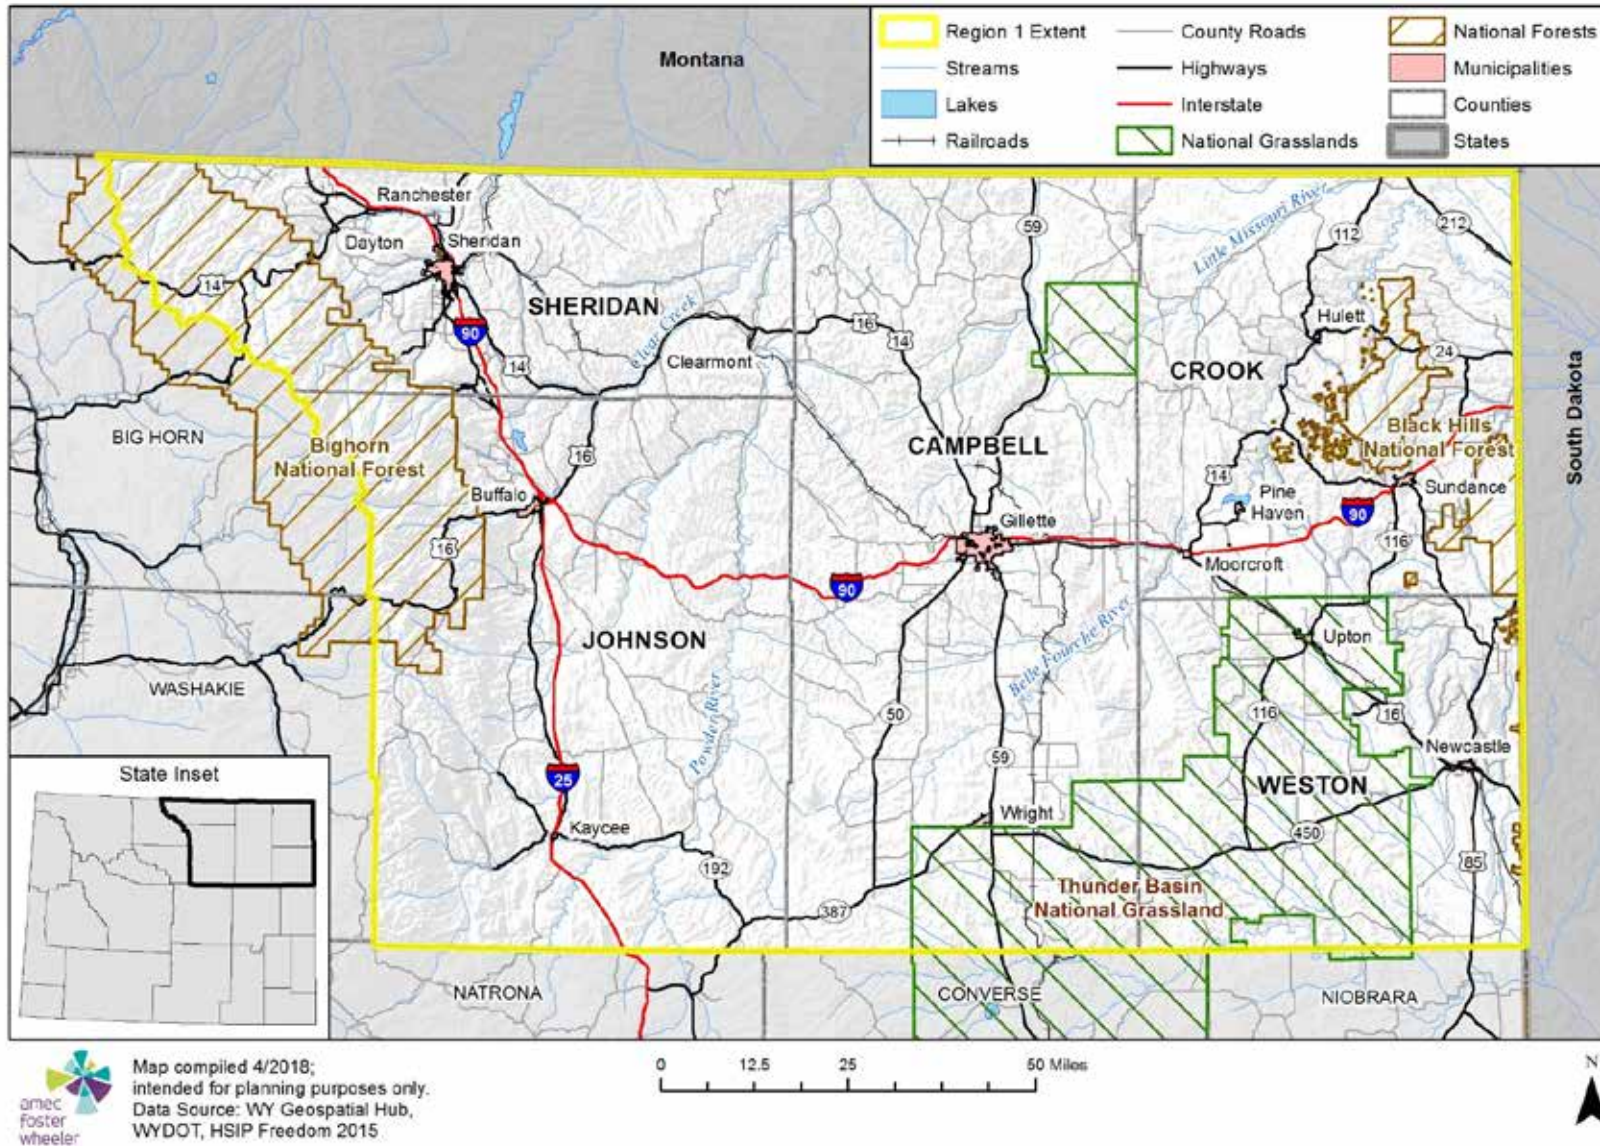 Montana
Region 1 Extent
Streams
Lakes
Railroads
County Roads
Highways
Interstate
National Grasslands
National Forests
Municipalities
Counties
States
Ranchester
Dayton
Sheridan
SHERIDAN
Clear Creek
Clearmont
Little Missouri River
59
112
212
14
90
14
16
14
Hulett
24
CROOK
South Dakota
BIG HORN
Bighorn
National Forest
16
CAMPBELL
Black Hills
National Forest
14
Pine
Haven
Sundance
Buffalo
Gillette
90
16
116
Moorcroft
90
JOHNSON
Belle Fourche River
Upton
WASHAKIE
Powder River
50
116
16
59
Newcastle
State Inset
25
WESTON
Kaycee
Wright
450
192
85
Thunder Basin
National Grassland
387
NATRONA
CONVERSE
NIOBRARA
amec
foster
wheeler
Map compiled 4/2018;
intended for planning purposes only.
Data Source: WY Geospatial Hub,
WYDOT, HSIP Freedom 2015
0 12.5 25 50 Miles
N